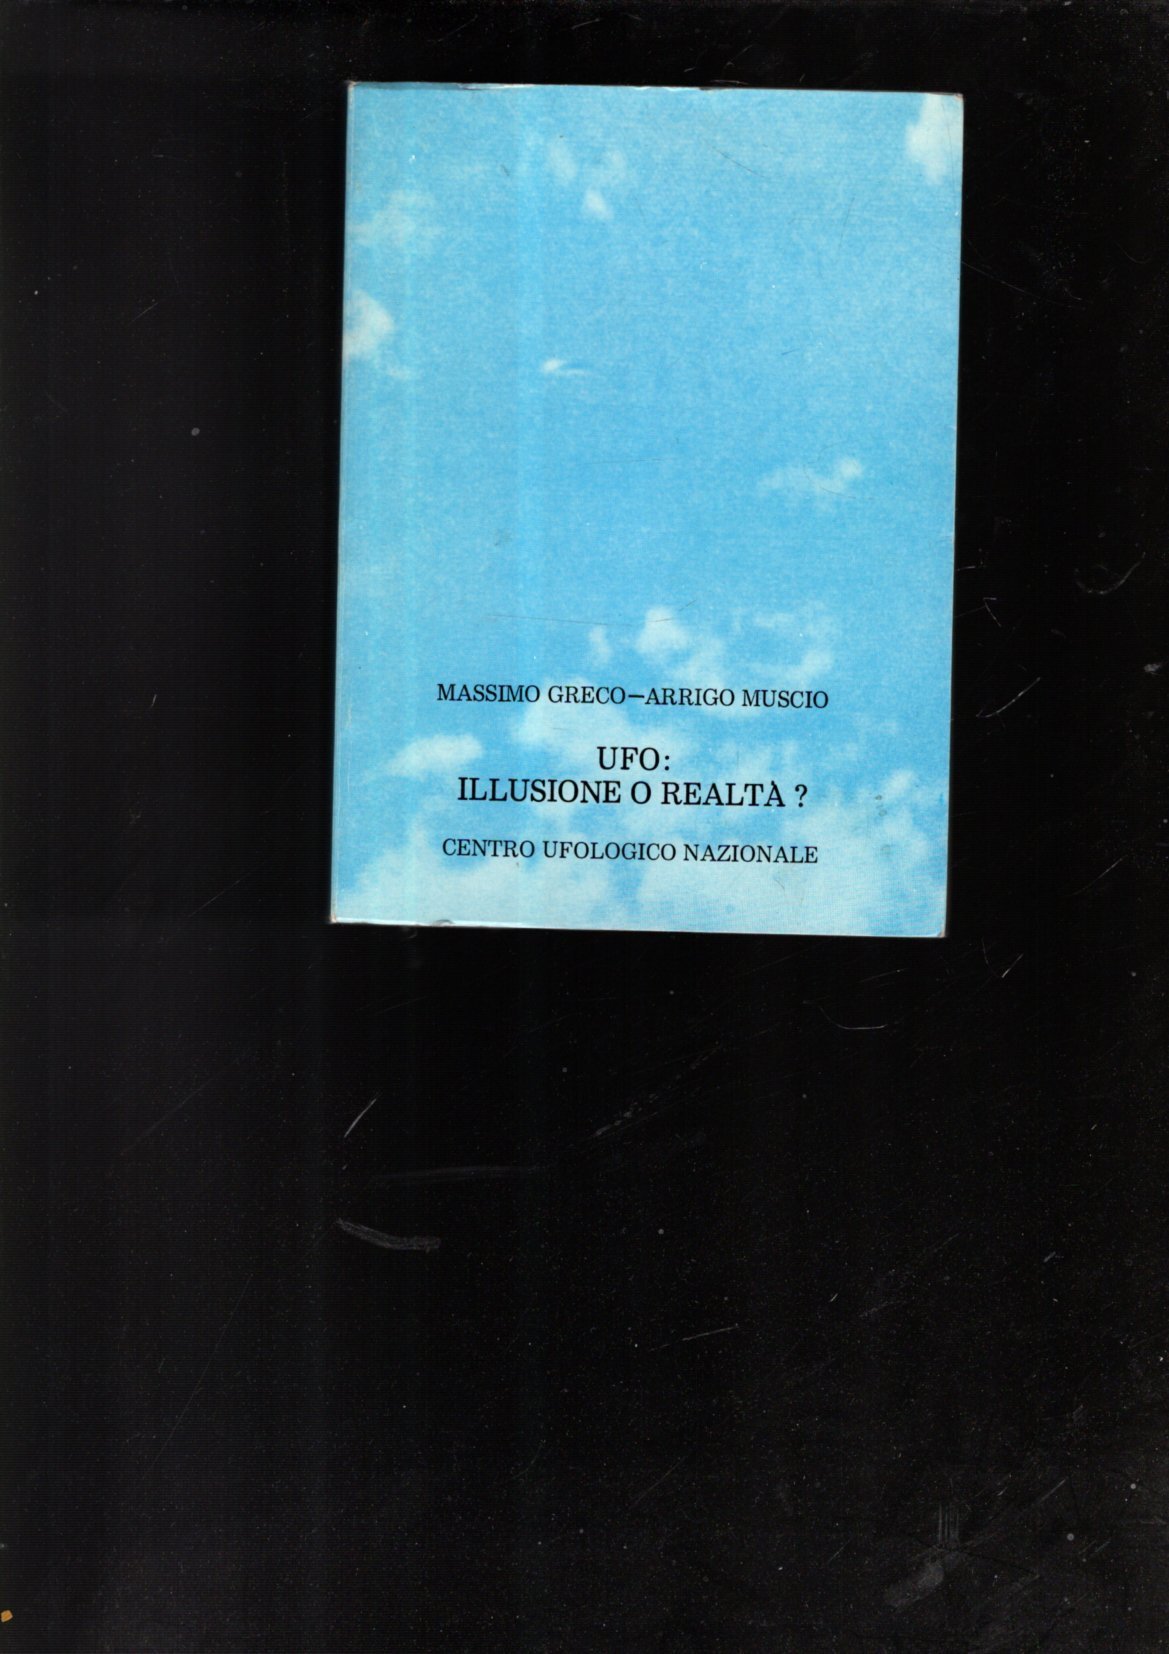 MASSIMO GRECO—ARRIGO MUSCIO
UFO:
ILLUSIONE O REALTÀ ?
CENTRO UFOLOGICO NAZIONALE